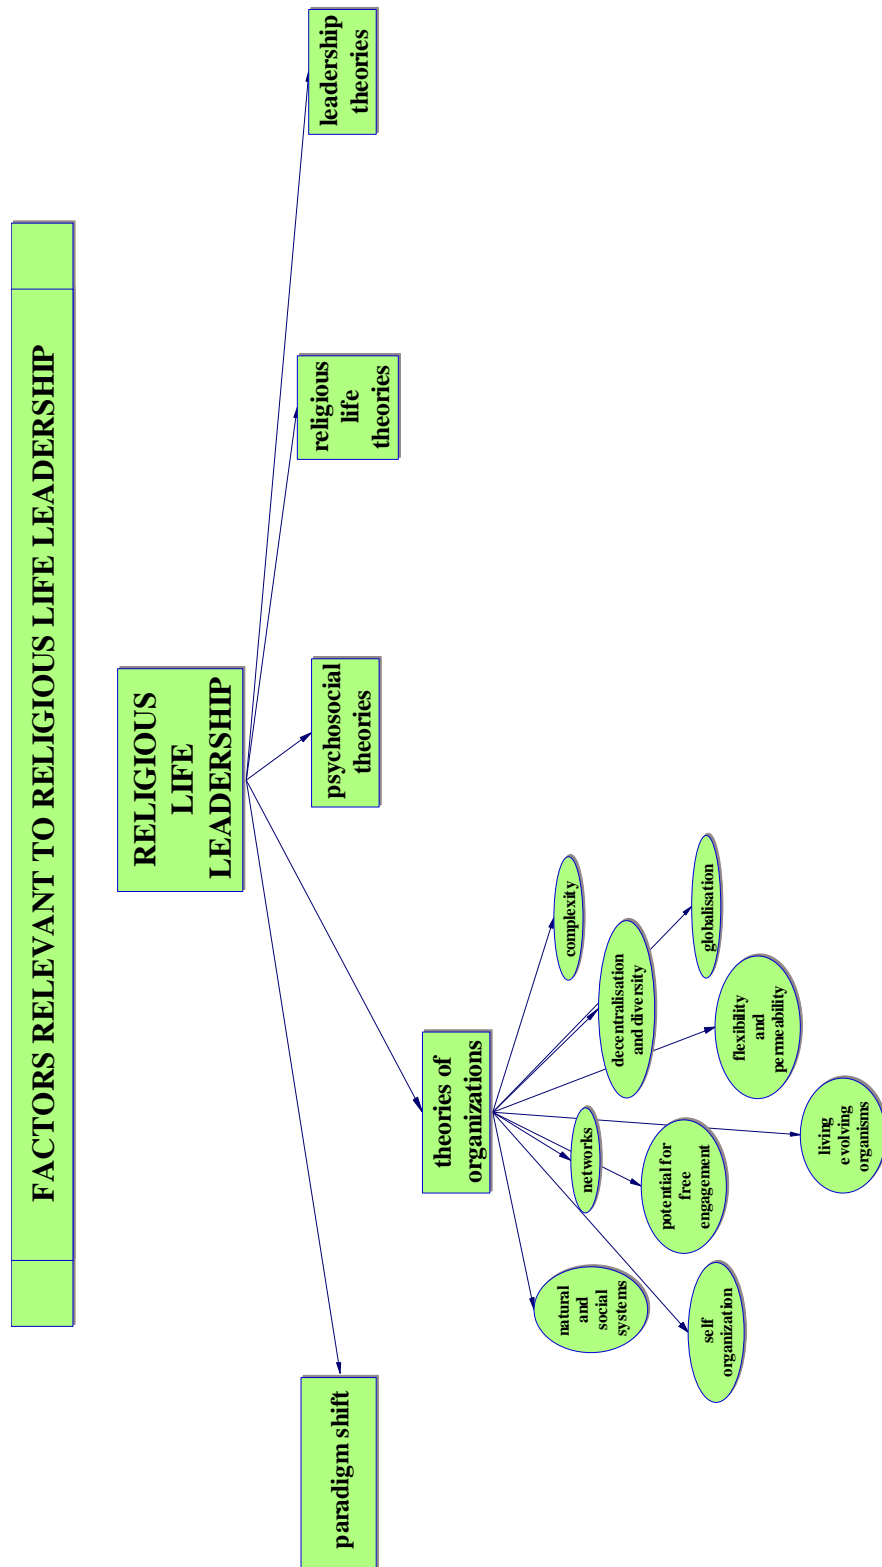 FACTORS RELEVANT TO RELIGIOUS LIFE LEADERSHIP
RELIGIOUS
LIFE
LEADERSHIP
paradigm shift
theories of
organizations
psychosocial
theories
religious
life
theories
leadership
theories
natural
and
social
systems
self
organization
networks
potential for
free
engagement
living
evolving
organisms
decentralisation
and diversity
flexibility
and
permeability
complexity
globalisation